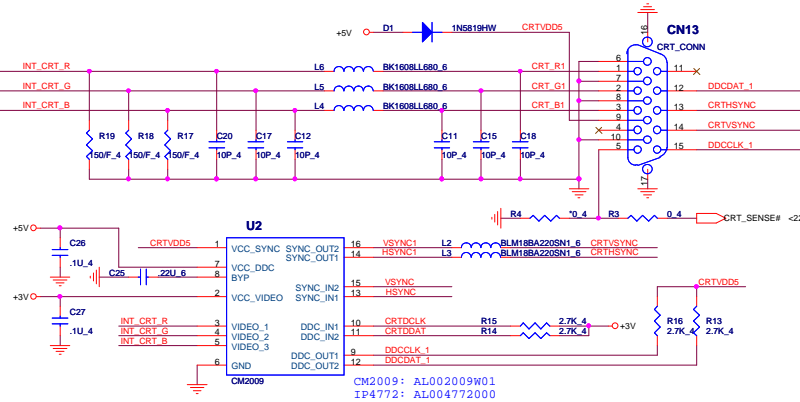 16
CN13
+5V D1 1N5819HW CRTVDD5
CRT_CONN
INT_CRT_R L6 BK1608LL680_6 CRT_R1 6 1 11
INT_CRT_G L5 BK1608LL680_6 CRT_G1 7 2 12 DDCDAT_1
INT_CRT_B L4 BK1608LL680_6 CRT_B1 8 3 13 CRTHSYNC
9 4 14 CRTVSYNC
10 5 15 DDCCLK_1
R19 R18 R17 C20 C17 C12 C11 C15 C18
150/F_4 150/F_4 150/F_4 10P_4 10P_4 10P_4 10P_4 10P_4 10P_4
17
R4 *0_4 R3 0_4 CRT_SENSE# <22
+5V
U2
C26
.1U_4
CRTVDD5 1 VCC_SYNC SYNC_OUT2 16 VSYNC1 L2 BLM18BA220SN1_6 CRTVSYNC
SYNC_OUT1 14 HSYNC1 L3 BLM18BA220SN1_6 CRTHSYNC
7 VCC_DDC
C25 .22U_6 8 BYP
SYNC_IN2 15 VSYNC
+3V 2 VCC_VIDEO SYNC_IN1 13 HSYNC
CRTVDD5
C27
.1U_4
INT_CRT_R 3 VIDEO_1 DDC_IN1 10 CRTDCLK R15 2.7K_4 +3V
INT_CRT_G 4 VIDEO_2 DDC_IN2 11 CRTDDAT R14 2.7K_4
INT_CRT_B 5 VIDEO_3
R16 R13
2.7K_4 2.7K_4
DDC_OUT1 9 DDCCLK_1
6 GND DDC_OUT2 12 DDCDAT_1
CM2009
CM2009: AL002009W01
IP4772: AL004772000